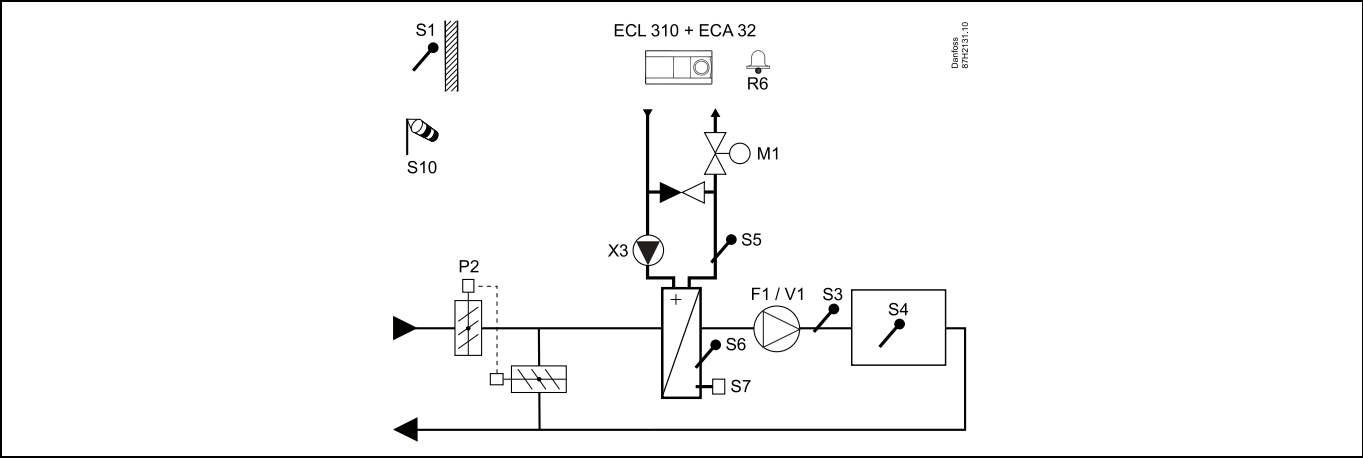 S1
ECL 310 + ECA 32
Danfoss
87H2131.10
R6
S10
M1
X3
S5
P2
F1 / V1
S3
S4
+
S6
S7